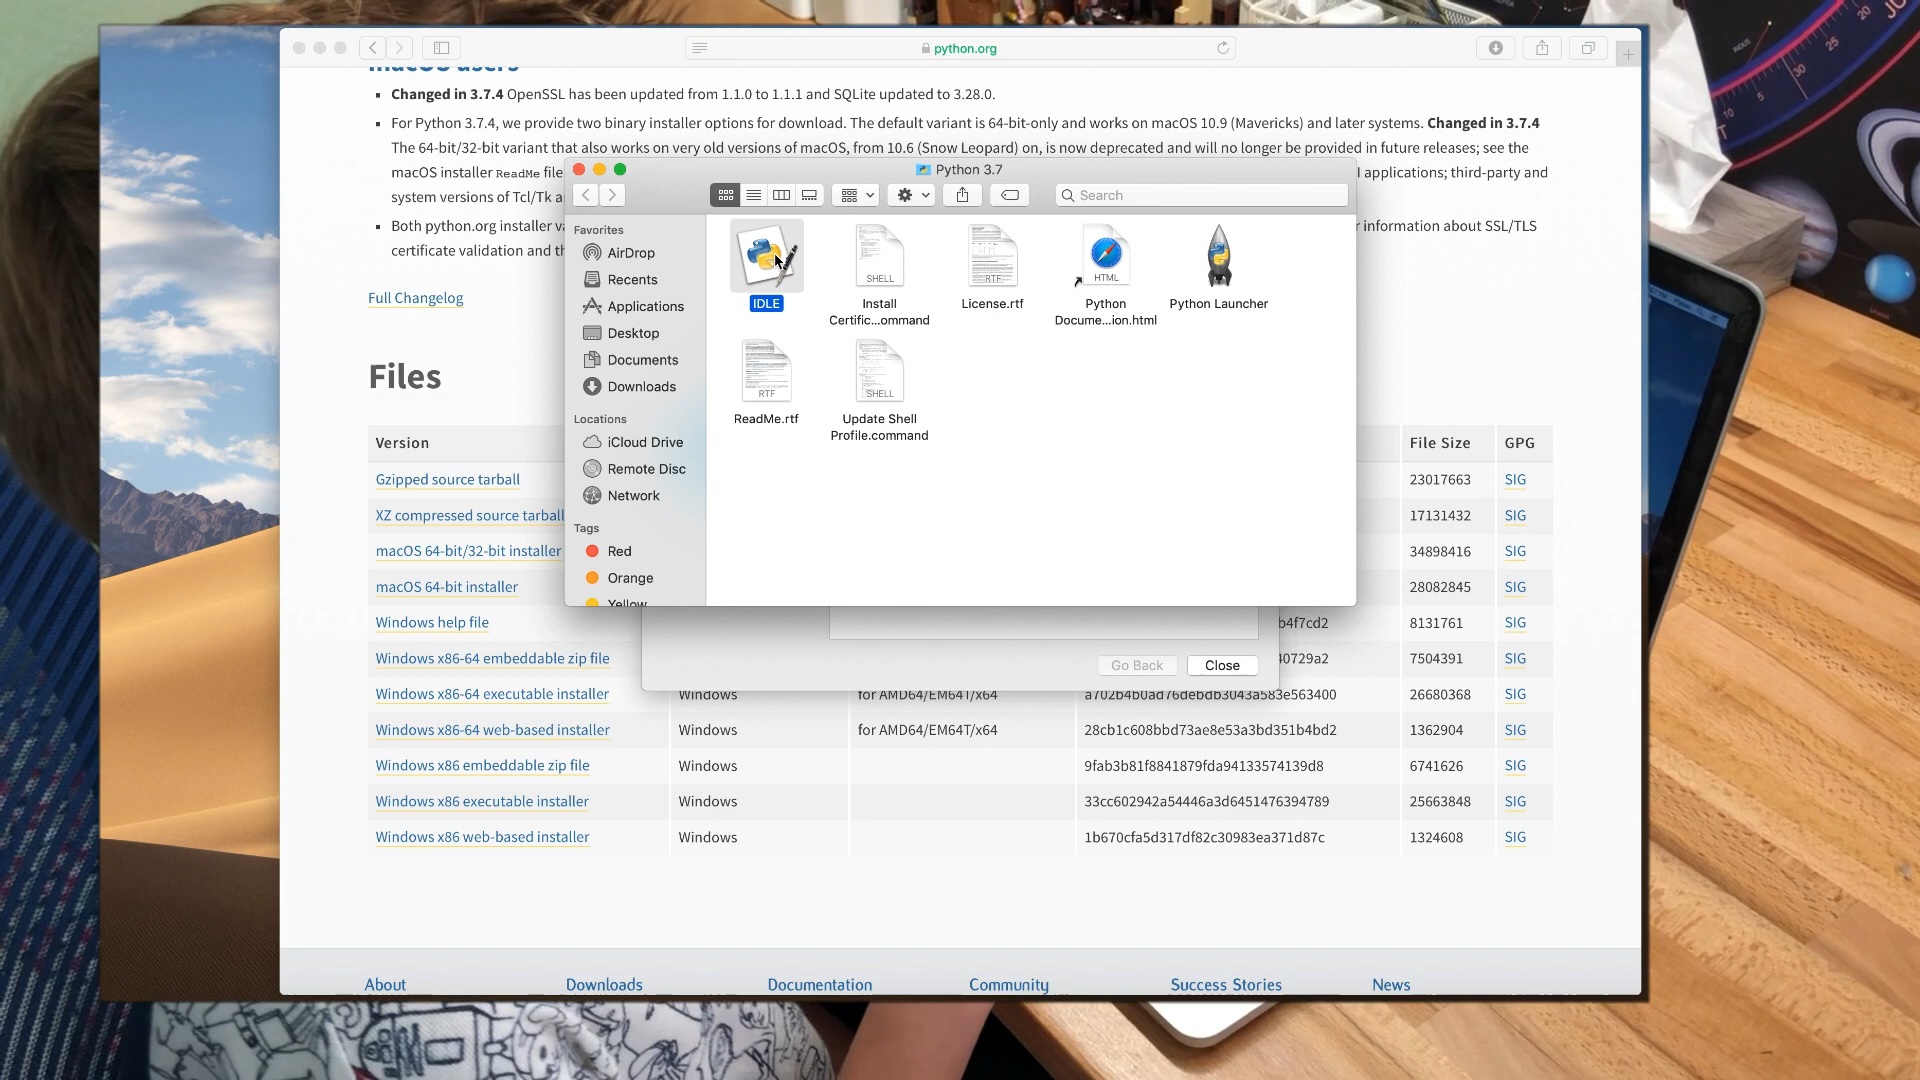 python.org
macOS users
Changed in 3.7.4 OpenSSL has been updated from 1.1.0 to 1.1.1 and SQLite updated to 3.28.0.
For Python 3.7.4, we provide two binary installer options for download. The default variant is 64-bit-only and works on macOS 10.9 (Mavericks) and later systems. Changed in 3.7.4
The 64-bit/32-bit variant that also works on very old versions of macOS, from 10.6 (Snow Leopard) on, is now deprecated and will no longer be provided in future releases; see the
macOS installer ReadMe file
applications; third-party and
system versions of Tcl/Tk
Both python.org installer
r information about SSL/TLS
certificate validation and
Full Changelog
Python 3.7
Search
Favorites
AirDrop
Recents
Applications
Desktop
Documents
Downloads
Locations
iCloud Drive
Remote Disc
Network
Tags
Red
Orange
Yellow
IDLE
SHELL
Install
Certific...ommand
RTF
License.rtf
HTML
Python
Docume...ion.html
Python Launcher
RTF
ReadMe.rtf
SHELL
Update Shell
Profile.command
Go Back
Close
Files
Version File Size GPG
Gzipped source tarball 23017663 SIG
XZ compressed source tarball 17131432 SIG
macOS 64-bit/32-bit installer 34898416 SIG
macOS 64-bit installer 28082845 SIG
Windows help file b4f7cd2 8131761 SIG
Windows x86-64 embeddable zip file 40729a2 7504391 SIG
Windows x86-64 executable installer Windows for AMD64/EM64T/x64 a702b4b0ad76debdb3043a583e563400 26680368 SIG
Windows x86-64 web-based installer Windows for AMD64/EM64T/x64 28cb1c608bbd73ae8e53a3bd351b4bd2 1362904 SIG
Windows x86 embeddable zip file Windows 9fab3b81f8841879fda94133574139d8 6741626 SIG
Windows x86 executable installer Windows 33cc602942a54446a3d6451476394789 25663848 SIG
Windows x86 web-based installer Windows 1b670cfa5d317df82c30983ea371d87c 1324608 SIG
About
Downloads
Documentation
Community
Success Stories
News
20
25
30
10